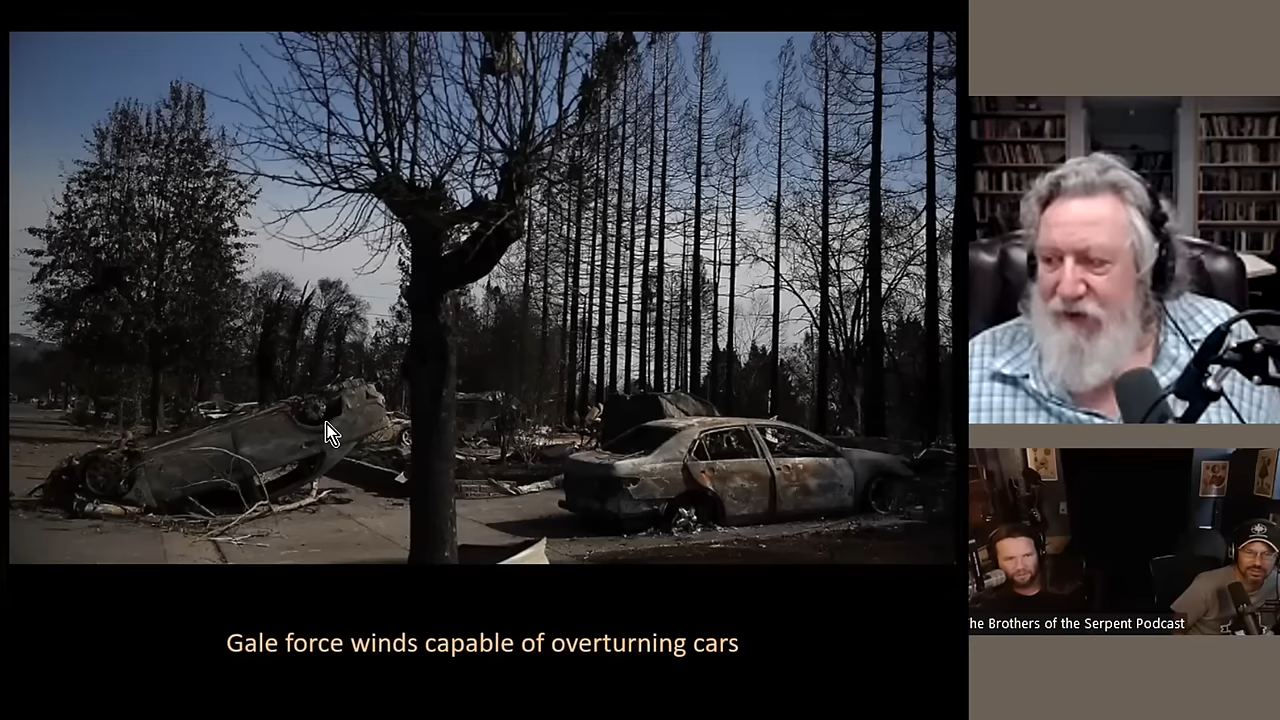 Gale force winds capable of overturning cars
he Brothers of the Serpent Podcast